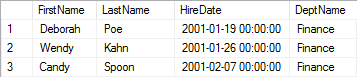 FirstName LastName HireDate DeptName
1 Deborah Poe 2001-01-19 00:00:00 Finance
2 Wendy Kahn 2001-01-26 00:00:00 Finance
3 Candy Spoon 2001-02-07 00:00:00 Finance